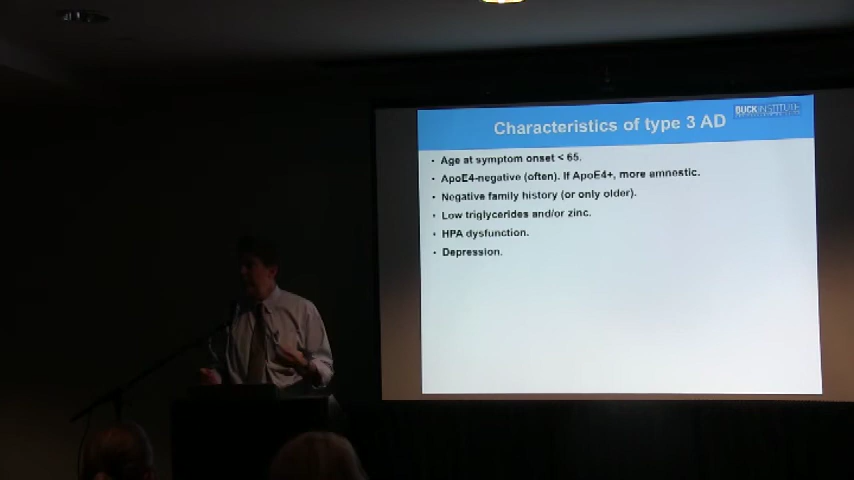 BUCK INSTITUTE
Characteristics of type 3 AD
• Age at symptom onset < 65.
• ApoE4-negative (often). If ApoE4+, more amnestic.
• Negative family history (or only older).
• Low triglycerides and/or zinc.
• HPA dysfunction.
• Depression.